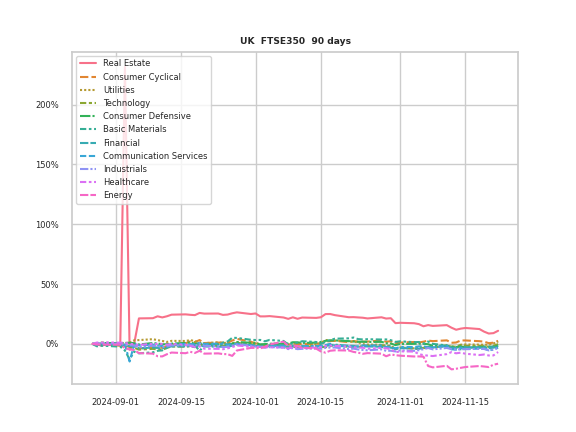 UK FTSE350 90 days
Real Estate
Consumer Cyclical
Utilities
Technology
Consumer Defensive
Basic Materials
Financial
Communication Services
Industrials
Healthcare
Energy
200%
150%
100%
50%
0%
2024-09-01 2024-09-15 2024-10-01 2024-10-15 2024-11-01 2024-11-15